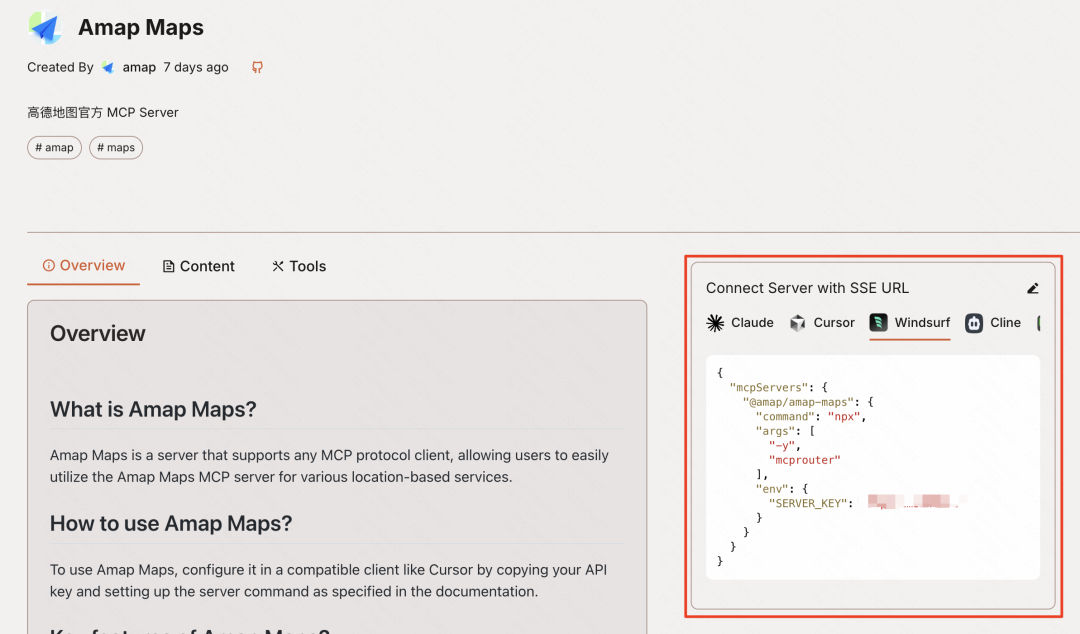 Amap Maps
Created By amap 7 days ago
高德地图官方 MCP Server
# amap # maps
Overview Content Tools
Overview
What is Amap Maps?
Amap Maps is a server that supports any MCP protocol client, allowing users to easily
utilize the Amap Maps MCP server for various location-based services.
How to use Amap Maps?
To use Amap Maps, configure it in a compatible client like Cursor by copying your API
key and setting up the server command as specified in the documentation.
Key features of Amap Maps?
Connect Server with SSE URL
Claude Cursor Windsurf Cline
{
"mcpServers": {
"@amap/amap-maps": {
"command": "npx",
"args": [
"-y",
"mcprouter"
],
"env": {
"SERVER_KEY":
}
}
}
}